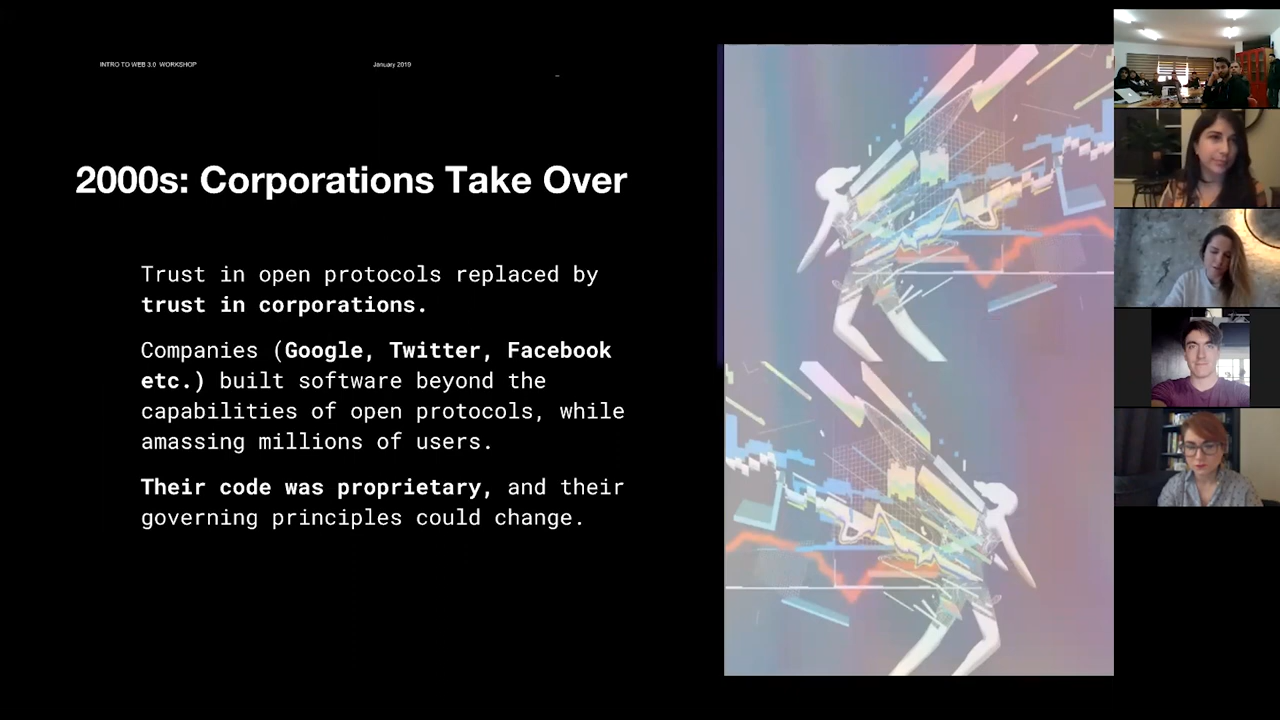 INTRO TO WEB 3.0 WORKSHOP
January 2019
2000s: Corporations Take Over
Trust in open protocols replaced by
trust in corporations.
Companies (Google, Twitter, Facebook
etc.) built software beyond the
capabilities of open protocols, while
amassing millions of users.
Their code was proprietary, and their
governing principles could change.